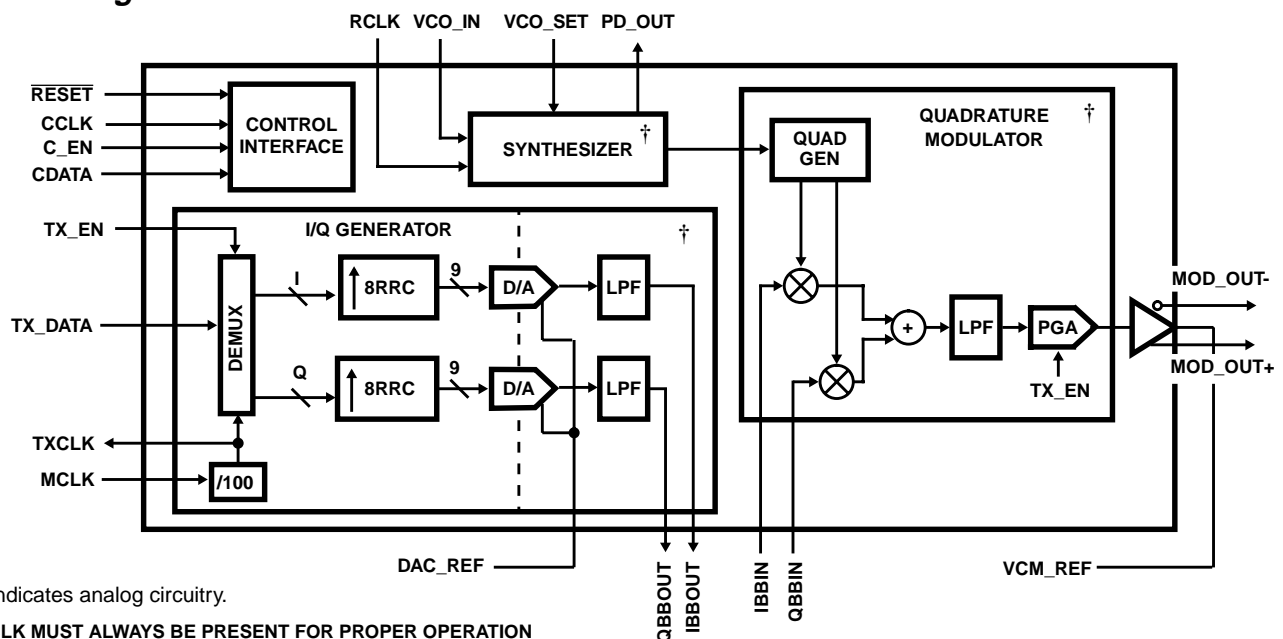 RCLK VCO_IN VCO_SET PD_OUT
RESET
CCLK
C_EN
CDATA
CONTROL
INTERFACE
SYNTHESIZER †
QUADRATURE
MODULATOR
†
QUAD
GEN
TX_EN
I/Q GENERATOR †
DEMUX
I
8RRC
9
D/A
LPF
TX_DATA
Q
8RRC
9
D/A
LPF
+
LPF
PGA
TX_EN
MOD_OUT-
MOD_OUT+
TXCLK
MCLK
/100
DAC_REF
QBBOUT
IBBOUT
IBBIN
QBBIN
VCM_REF
ndicates analog circuitry.
LK MUST ALWAYS BE PRESENT FOR PROPER OPERATION